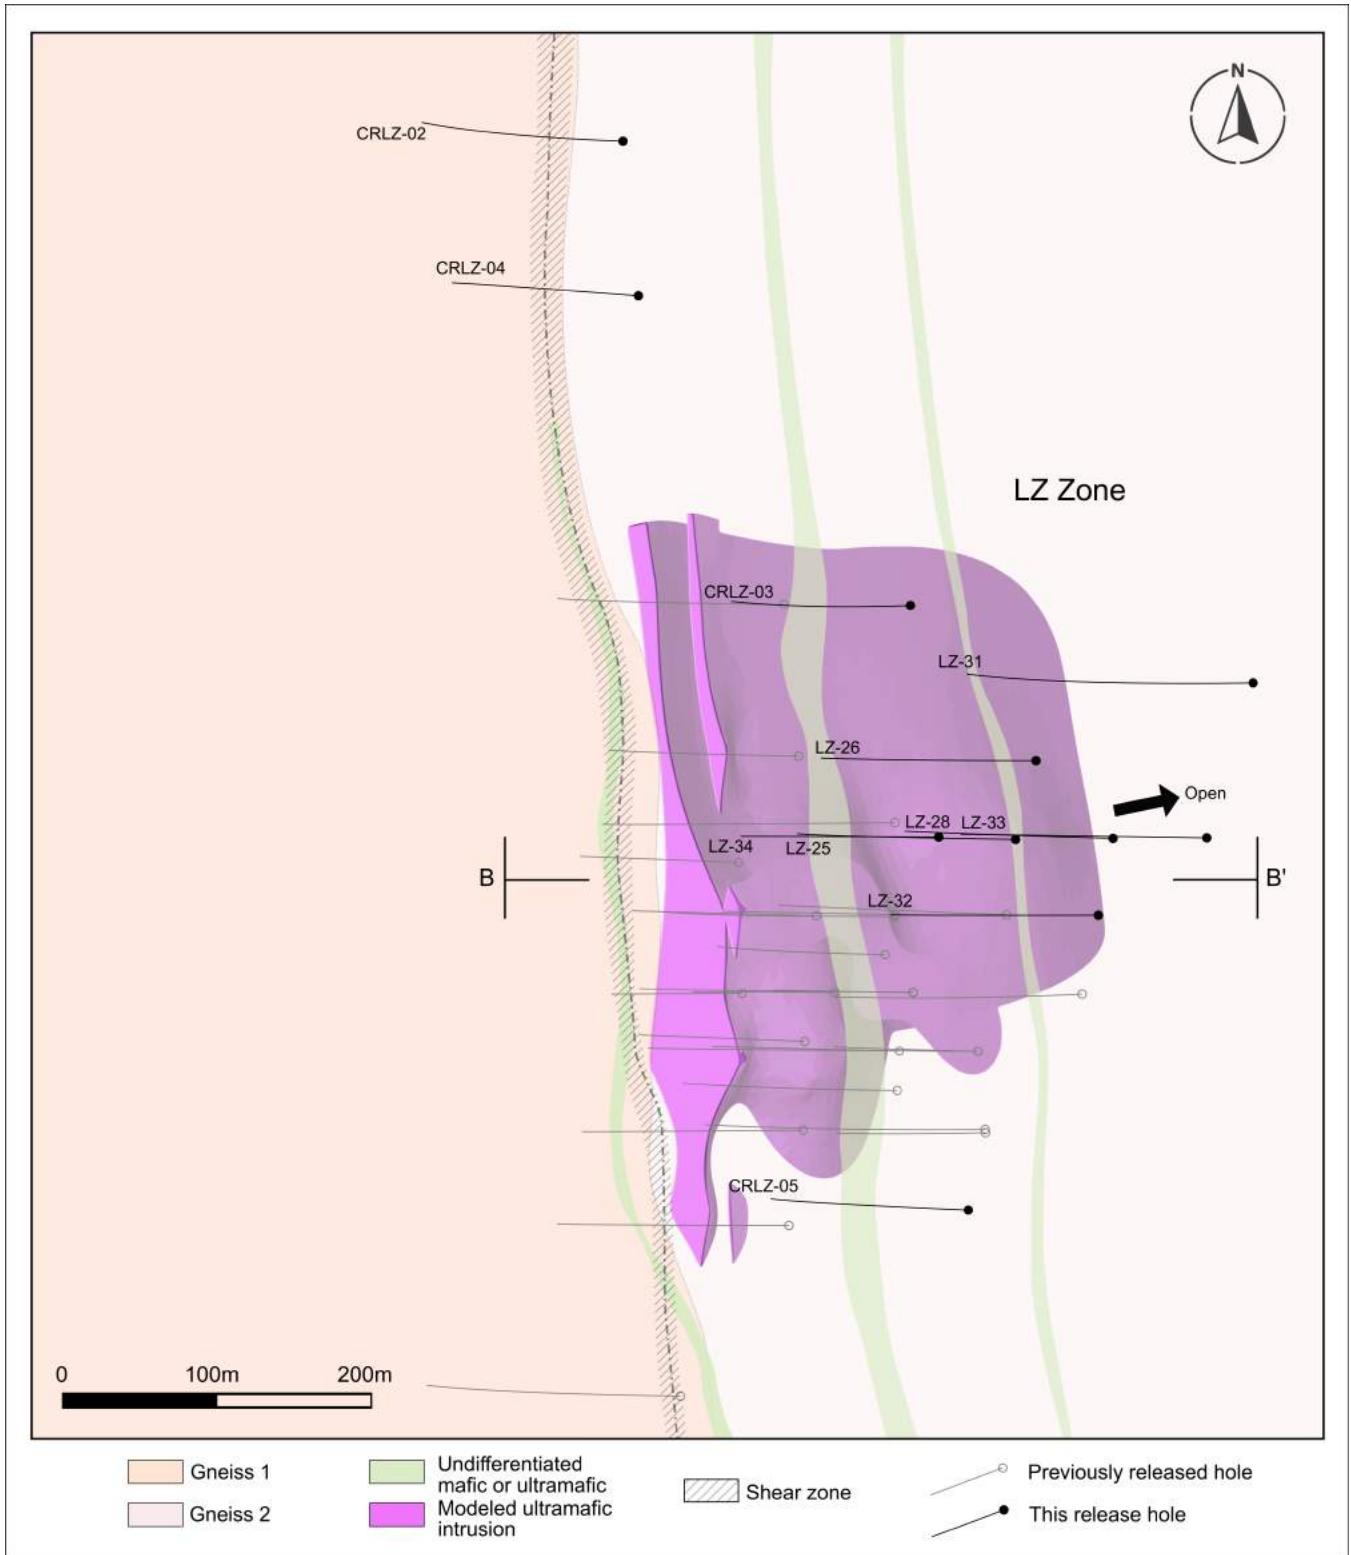 N
CRLZ-02
CRLZ-04
LZ Zone
CRLZ-03
LZ-31
LZ-26
Open
LZ-28 LZ-33
LZ-34 LZ-25
B B'
LZ-32
CRLZ-05
0 100m 200m
Gneiss 1
Gneiss 2
Undifferentiated
mafic or ultramafic
Modeled ultramafic
intrusion
Shear zone
Previously released hole
This release hole